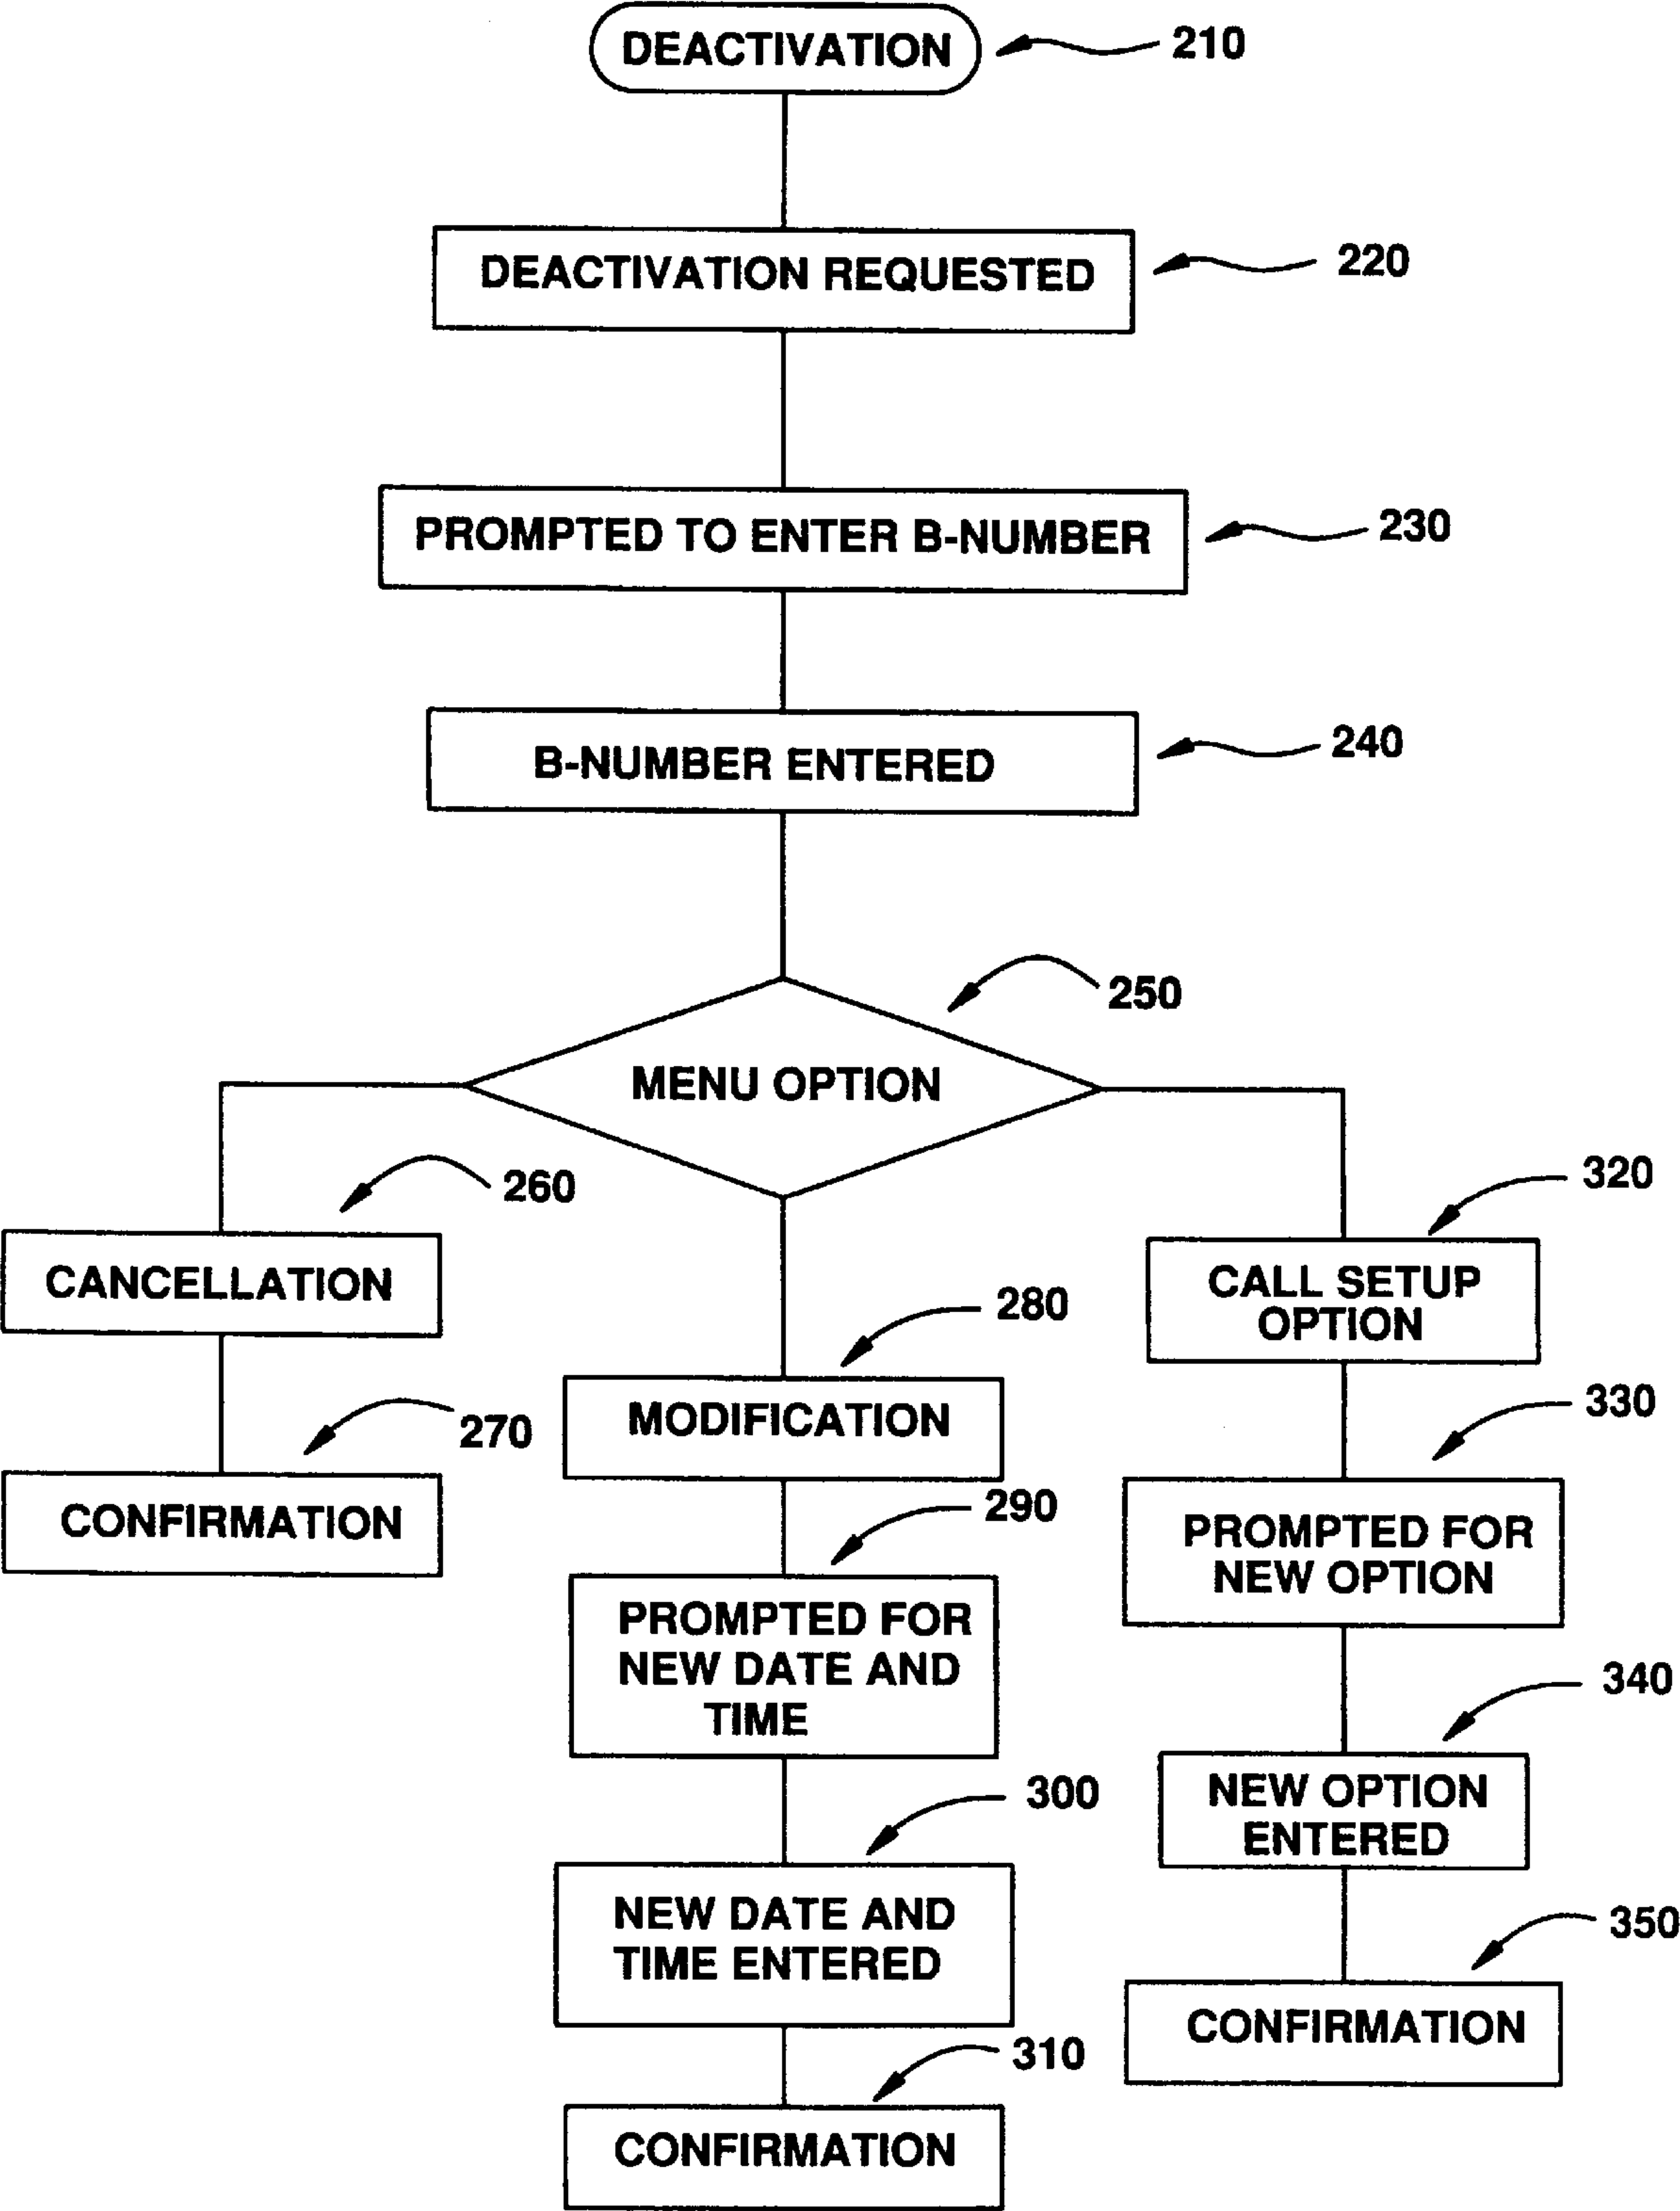 DEACTIVATION
210
DEACTIVATION REQUESTED
220
PROMPTED TO ENTER B-NUMBER
230
B-NUMBER ENTERED
240
MENU OPTION
250
260
CANCELLATION
270
CONFIRMATION
280
MODIFICATION
290
PROMPTED FOR
NEW DATE AND
TIME
300
NEW DATE AND
TIME ENTERED
310
CONFIRMATION
320
CALL SETUP
OPTION
330
PROMPTED FOR
NEW OPTION
340
NEW OPTION
ENTERED
350
CONFIRMATION